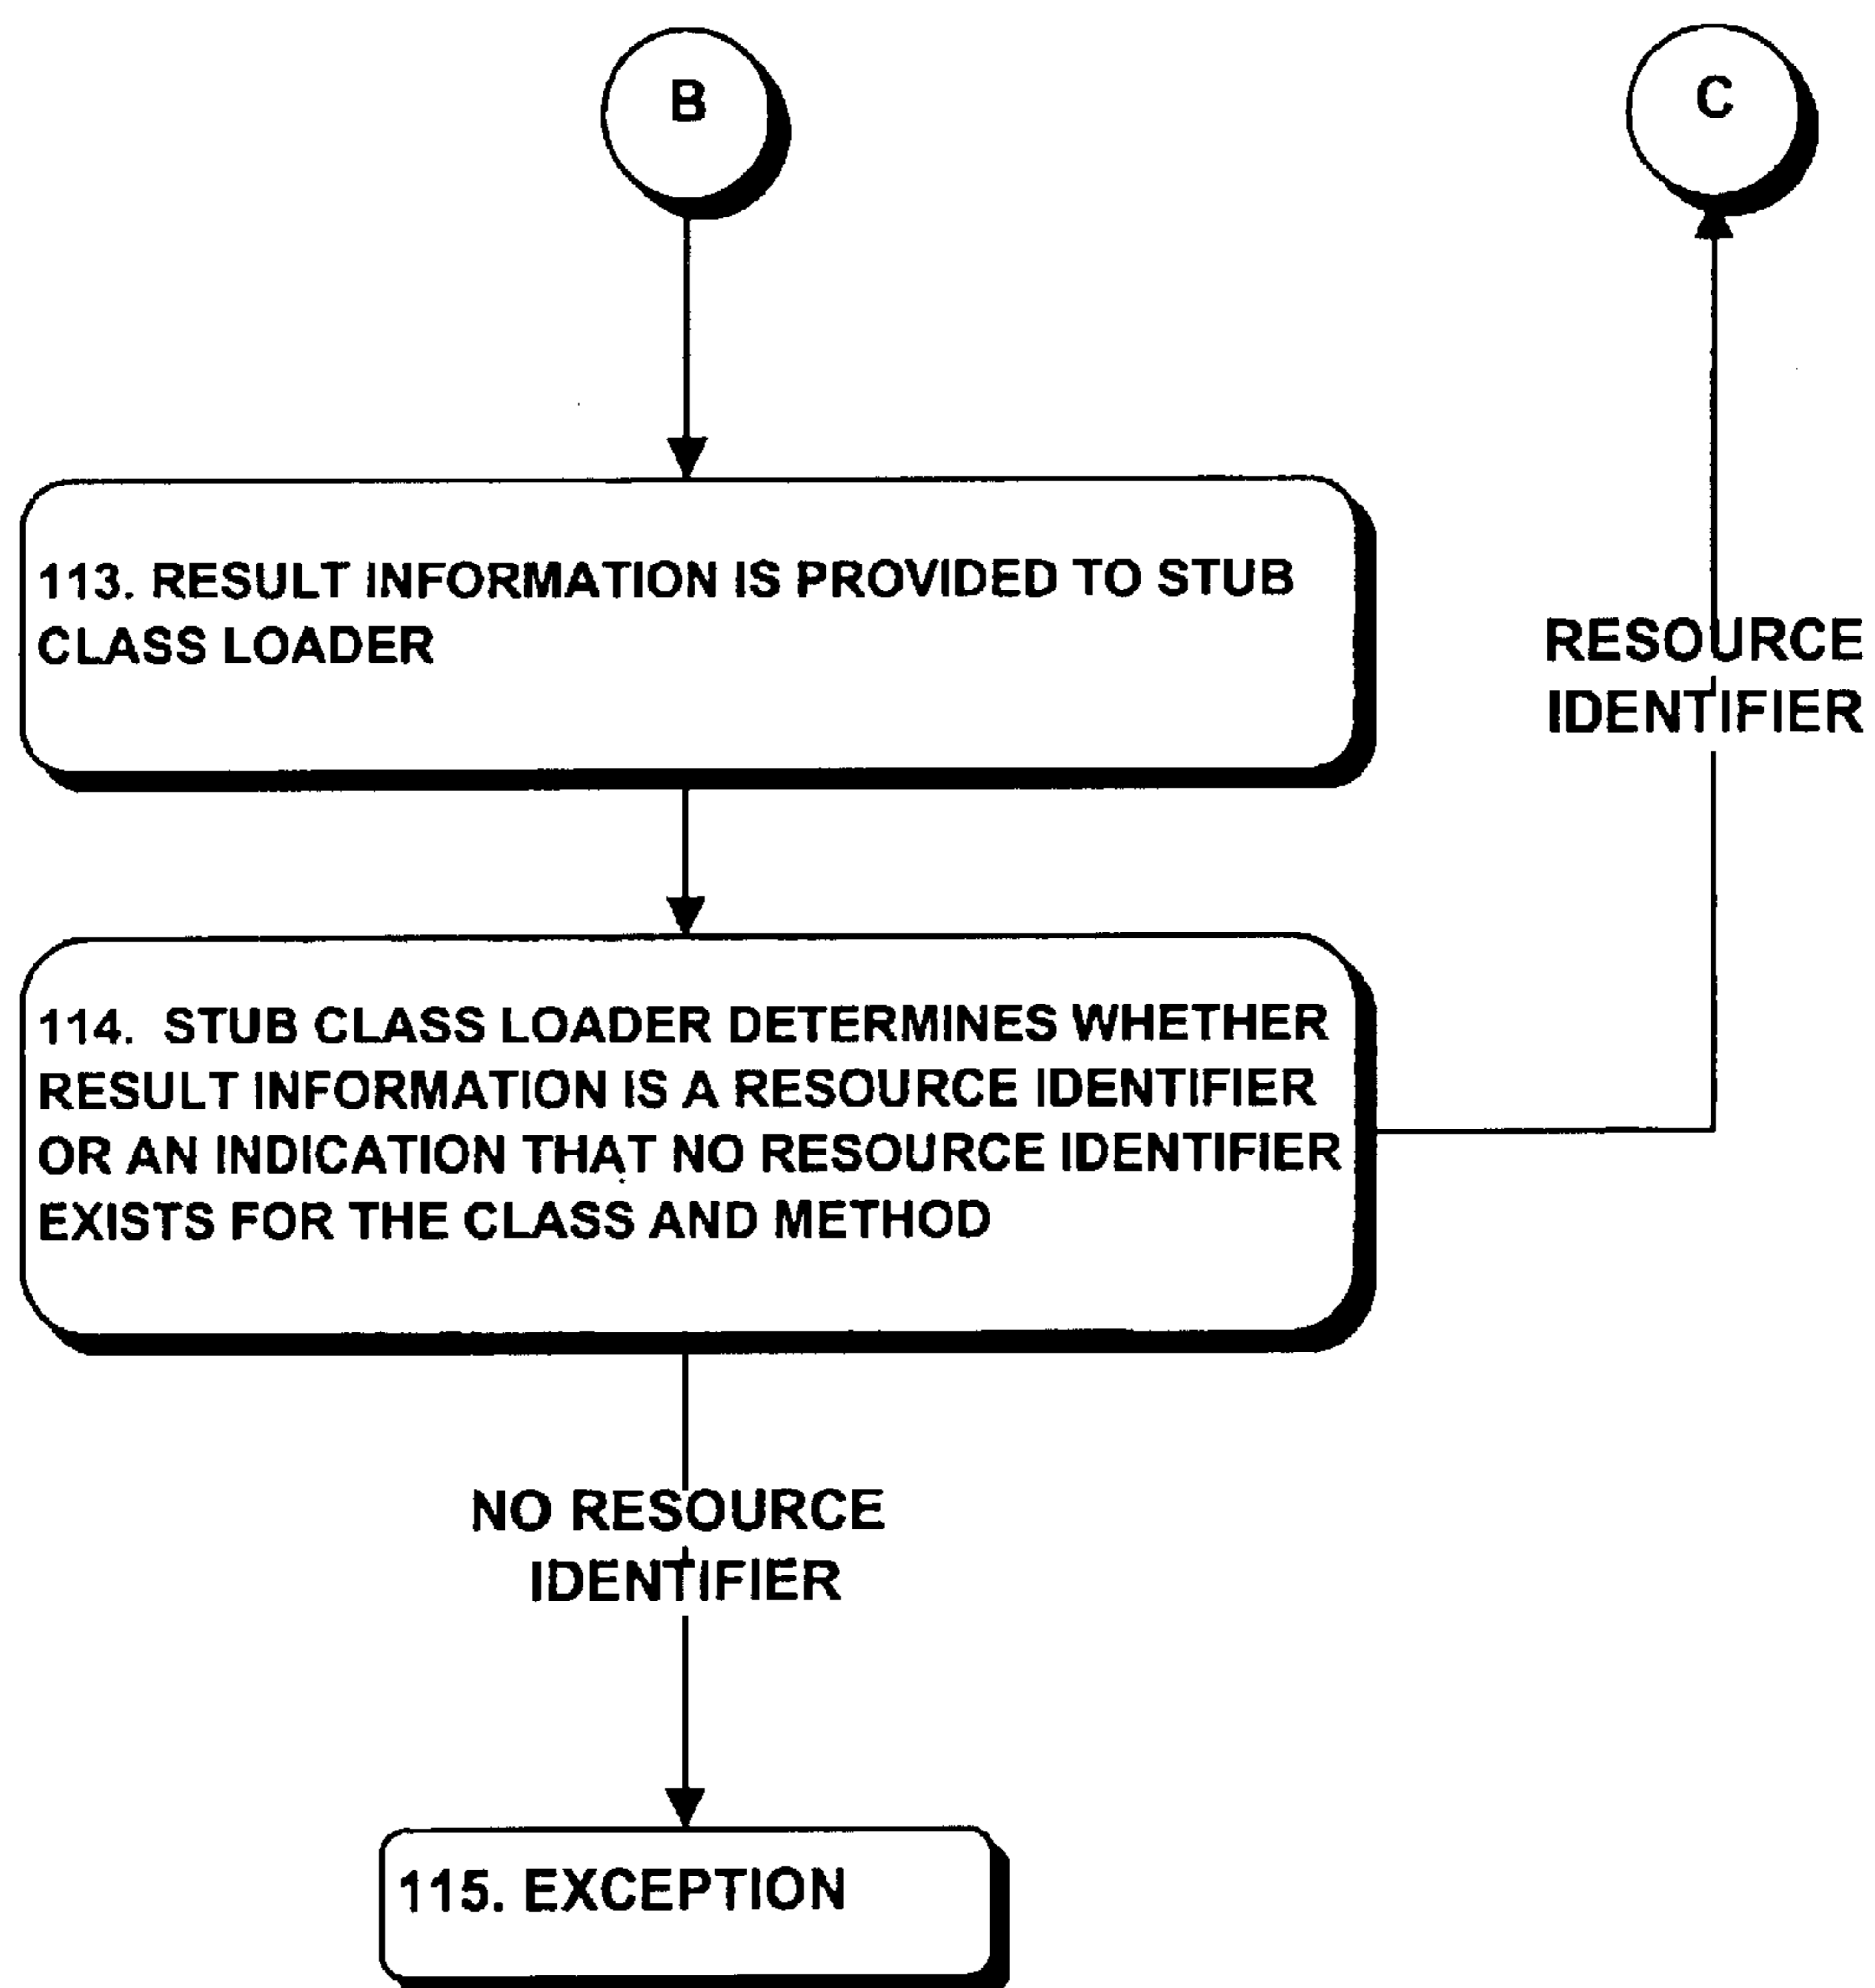 B
C
113. RESULT INFORMATION IS PROVIDED TO STUB
CLASS LOADER
RESOURCE
IDENTIFIER
114. STUB CLASS LOADER DETERMINES WHETHER
RESULT INFORMATION IS A RESOURCE IDENTIFIER
OR AN INDICATION THAT NO RESOURCE IDENTIFIER
EXISTS FOR THE CLASS AND METHOD
NO RESOURCE
IDENTIFIER
115. EXCEPTION